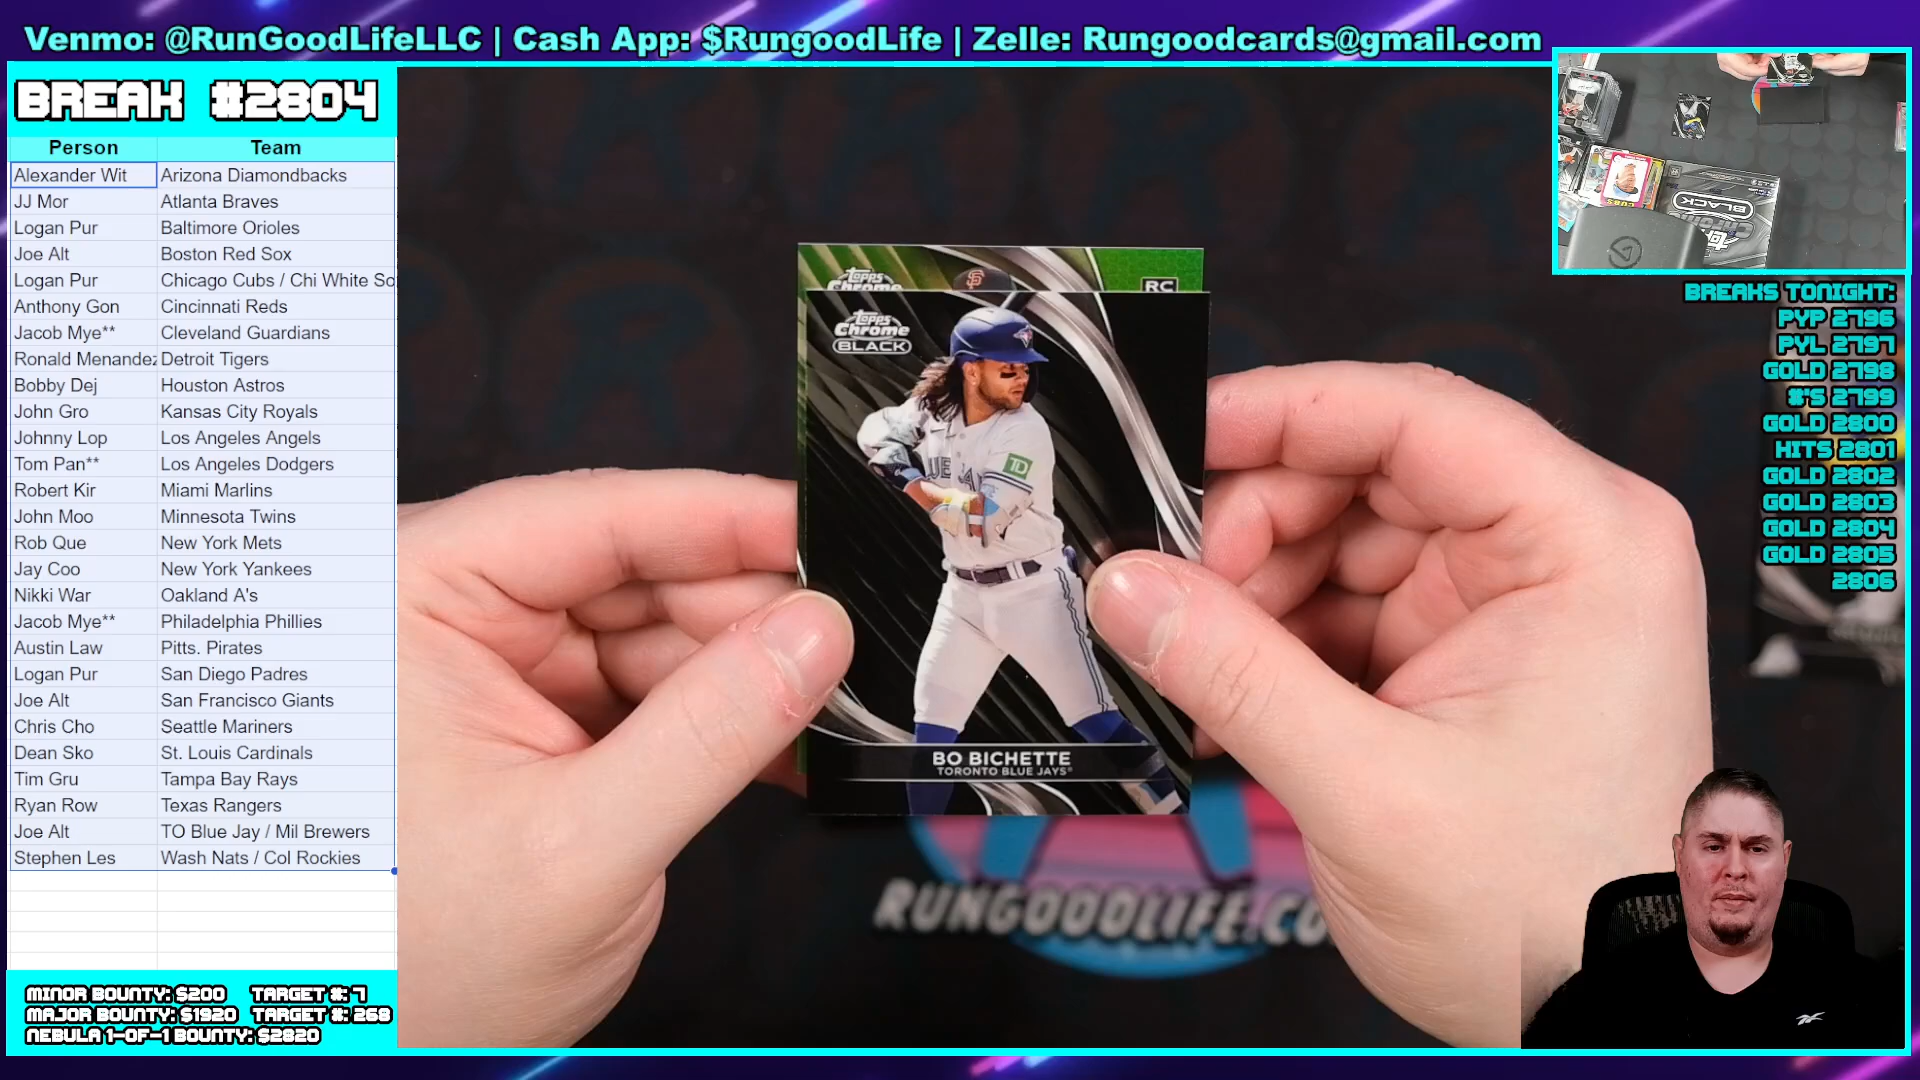 Venmo: @RunGoodLifeLLC | Cash App: $RungoodLife | Zelle: Rungoodcards@gmail.com
BREAK #2804
Person Team
Alexander Wit Arizona Diamondbacks
JJ Mor Atlanta Braves
Logan Pur Baltimore Orioles
Joe Alt Boston Red Sox
Logan Pur Chicago Cubs / Chi White So
Anthony Gon Cincinnati Reds
Jacob Mye** Cleveland Guardians
Ronald Menandez Detroit Tigers
Bobby Dej Houston Astros
John Gro Kansas City Royals
Johnny Lop Los Angeles Angels
Tom Pan** Los Angeles Dodgers
Robert Kir Miami Marlins
John Moo Minnesota Twins
Rob Que New York Mets
Jay Coo New York Yankees
Nikki War Oakland A's
Jacob Mye** Philadelphia Phillies
Austin Law Pitts. Pirates
Logan Pur San Diego Padres
Joe Alt San Francisco Giants
Chris Cho Seattle Mariners
Dean Sko St. Louis Cardinals
Tim Gru Tampa Bay Rays
Ryan Row Texas Rangers
Joe Alt TO Blue Jay / Mil Brewers
Stephen Les Wash Nats / Col Rockies
MINOR BOUNTY: $200 TARGET #: 7
MAJOR BOUNTY: $1920 TARGET #: 268
NEBULA 1-OF-1 BOUNTY: $2820
Topps
Chrome
SF
RC
Topps
Chrome
BLACK
TD
BO BICHETTE
TORONTO BLUE JAYS
RUNGOODLIFE.CO
BLACK
CUBS
BREAKS TONIGHT:
PYP 2796
PYL 2797
GOLD 2798
#'S 2799
GOLD 2800
HITS 2801
GOLD 2802
GOLD 2803
GOLD 2804
GOLD 2805
2806